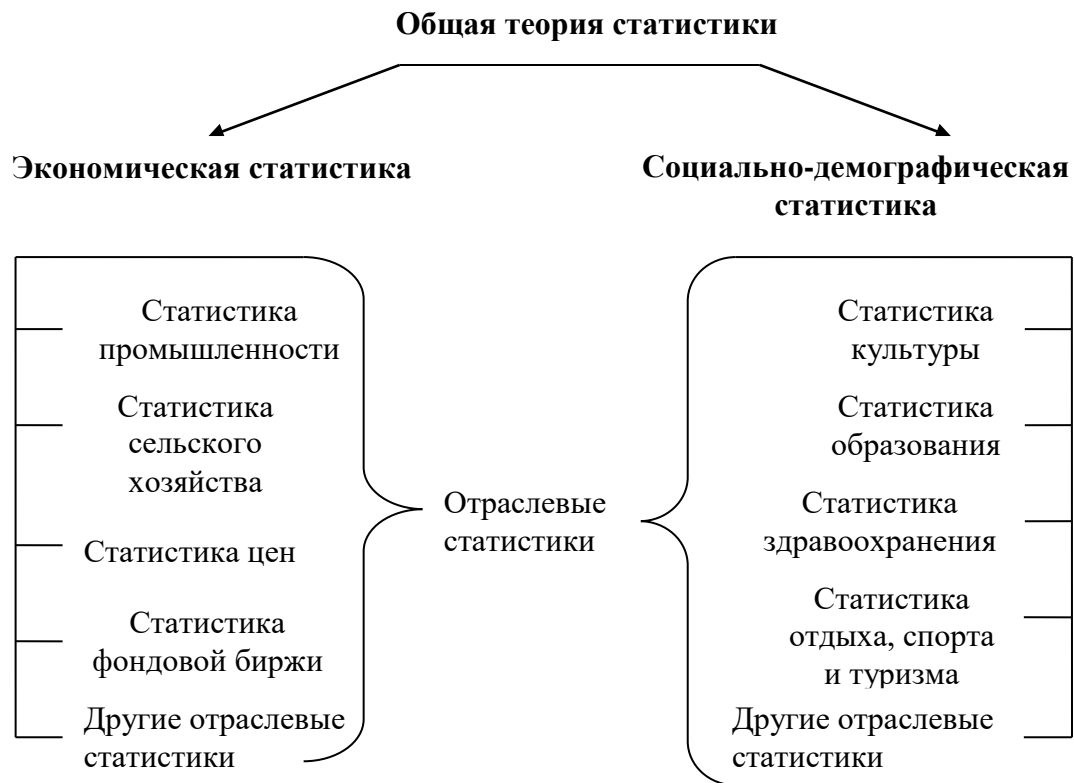 Общая теория статистики
Экономическая статистика
Социально-демографическая
статистика
Статистика
промышленности
Статистика
сельского
хозяйства
Статистика цен
Статистика
фондовой биржи
Другие отраслевые
статистики
Отраслевые
статистики
Статистика
культуры
Статистика
образования
Статистика
здравоохранения
Статистика
отдыха, спорта
и туризма
Другие отраслевые
статистики